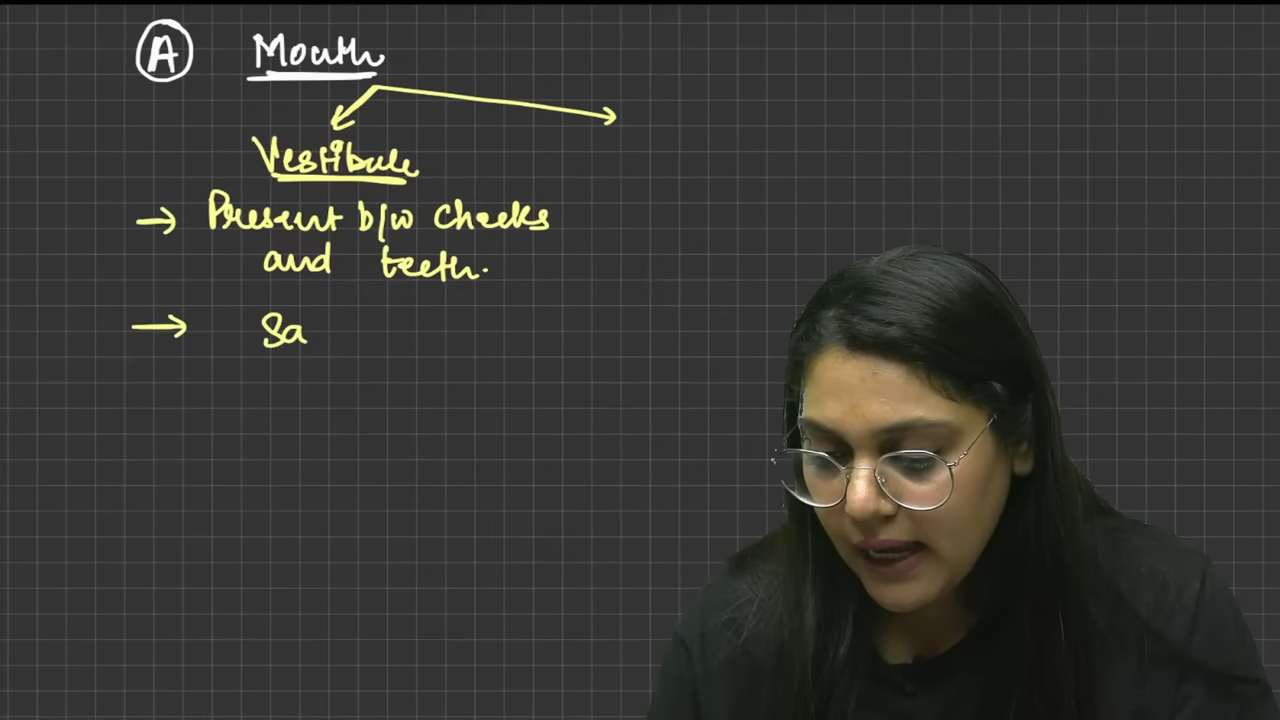 A Mouth
Vestibule
→ Present b/w cheeks
and teeth.
→ Sa